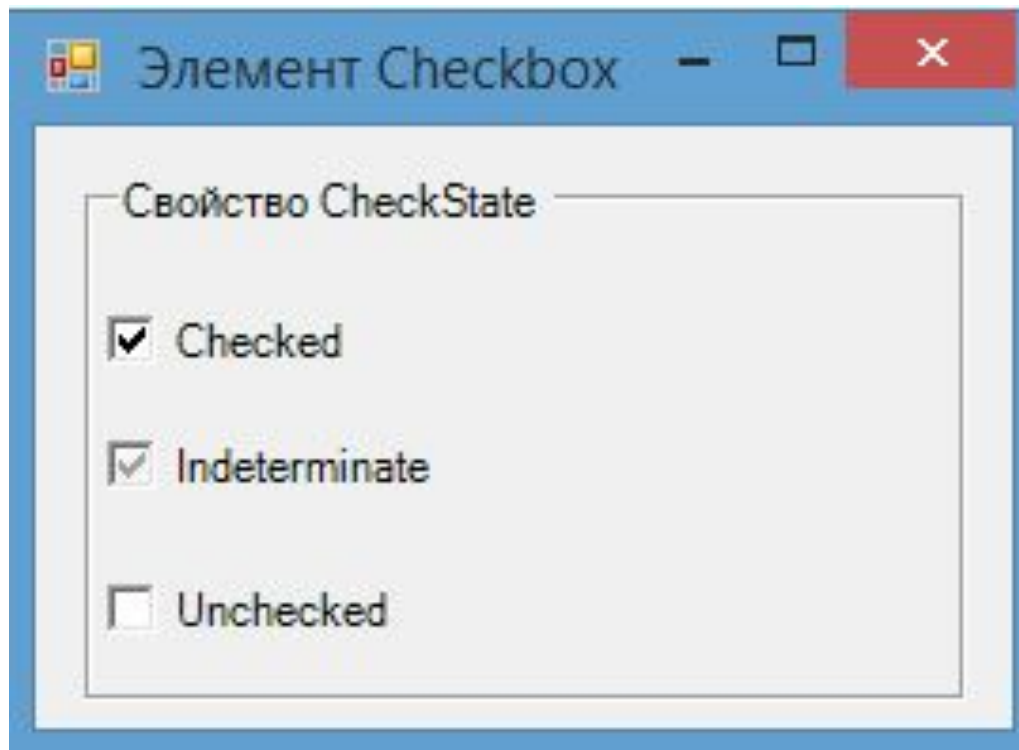 Элемент Checkbox
Свойство CheckState
Checked
Indeterminate
Unchecked